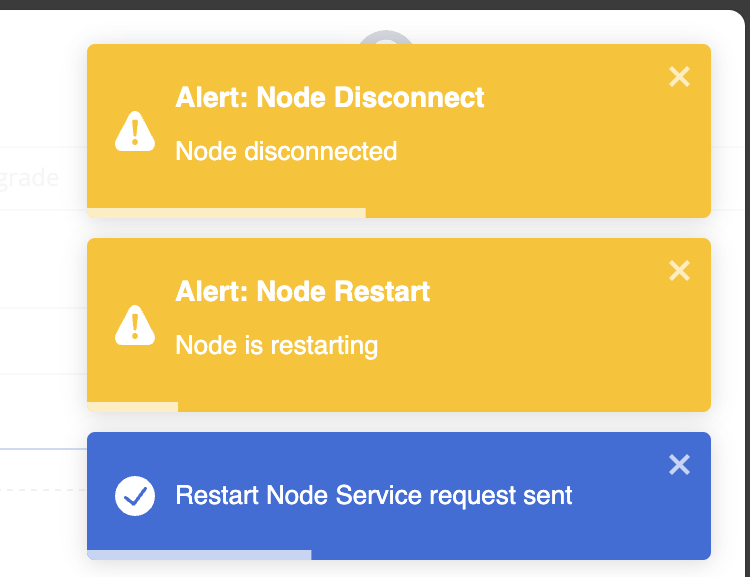 Alert: Node Disconnect
Node disconnected
grade
Alert: Node Restart
Node is restarting
Restart Node Service request sent